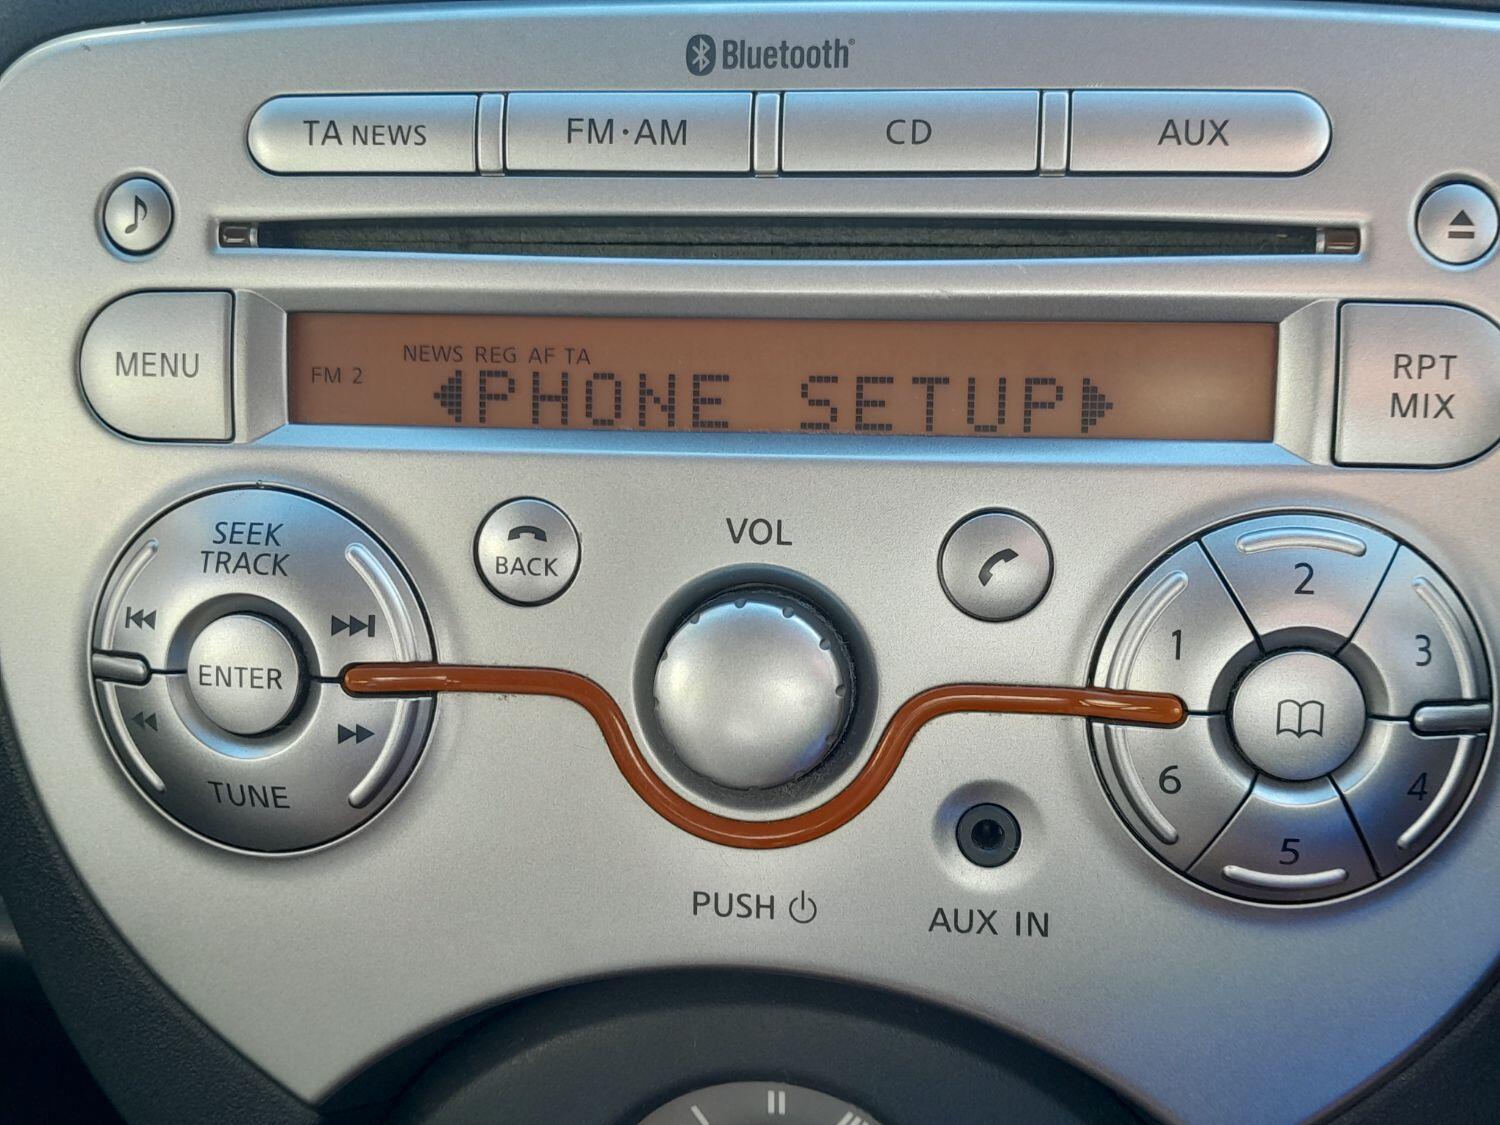 Bluetooth®
TA NEWS
FM·AM
CD
AUX
MENU
NEWS REG AF TA
FM 2
PHONE SETUP
RPT
MIX
SEEK
TRACK
ENTER
TUNE
BACK
VOL
PUSH
AUX IN
1
2
3
4
5
6